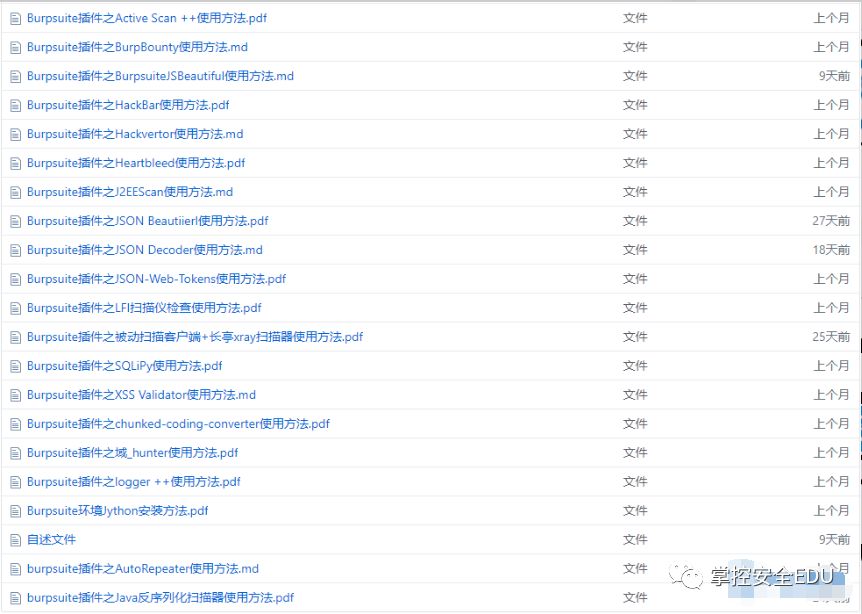 Burpsuite插件之Active Scan ++使用方法.pdf 文件 上个月
Burpsuite插件之BurpBounty使用方法.md 文件 上个月
Burpsuite插件之BurpsuiteJSBeautiful使用方法.md 文件 9天前
Burpsuite插件之HackBar使用方法.pdf 文件 上个月
Burpsuite插件之Hackvertor使用方法.md 文件 上个月
Burpsuite插件之Heartbleed使用方法.pdf 文件 上个月
Burpsuite插件之J2EEScan使用方法.md 文件 上个月
Burpsuite插件之JSON Beautiierl使用方法.pdf 文件 27天前
Burpsuite插件之JSON Decoder使用方法.md 文件 18天前
Burpsuite插件之JSON-Web-Tokens使用方法.pdf 文件 上个月
Burpsuite插件之LFI扫描仪检查使用方法.pdf 文件 上个月
Burpsuite插件之被动扫描客户端+长亭xray扫描器使用方法.pdf 文件 25天前
Burpsuite插件之SQLiPy使用方法.pdf 文件 上个月
Burpsuite插件之XSS Validator使用方法.md 文件 上个月
Burpsuite插件之chunked-coding-converter使用方法.pdf 文件 上个月
Burpsuite插件之域_hunter使用方法.pdf 文件 上个月
Burpsuite插件之logger ++使用方法.pdf 文件 上个月
Burpsuite环境Jython安装方法.pdf 文件 上个月
自述文件 文件 9天前
burpsuite插件之AutoRepeater使用方法.md 文件 上个月
掌控安全EDU
burpsuite插件之Java反序列化扫描器使用方法.pdf 文件